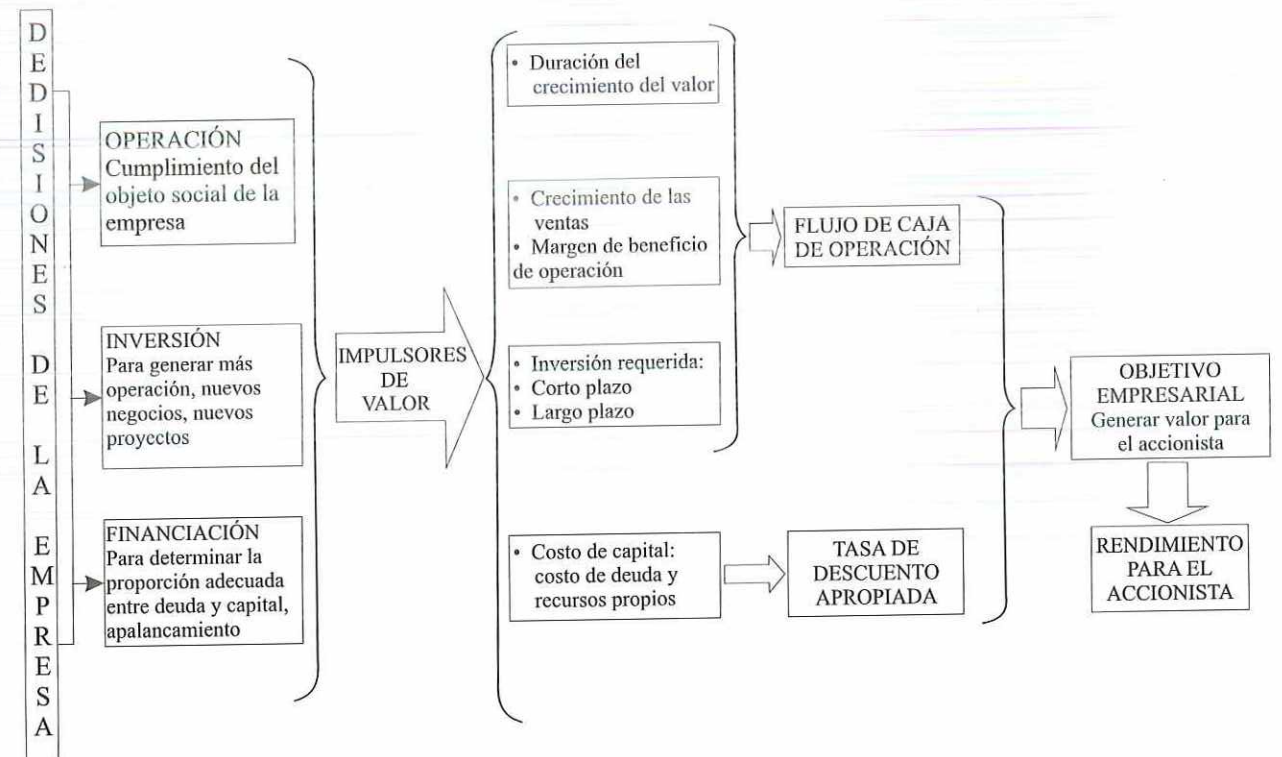 DEDISIONES DE LA EMPRESA
OPERACIÓN
Cumplimiento del
objeto social de la
empresa
INVERSIÓN
Para generar más
operación, nuevos
negocios, nuevos
proyectos
FINANCIACIÓN
Para determinar la
proporción adecuada
entre deuda y capital,
apalancamiento
IMPULSORES
DE
VALOR
• Duración del
crecimiento del valor
• Crecimiento de las
ventas
• Margen de beneficio
de operación
• Inversión requerida:
• Corto plazo
• Largo plazo
• Costo de capital:
costo de deuda y
recursos propios
FLUJO DE CAJA
DE OPERACIÓN
TASA DE
DESCUENTO
APROPIADA
OBJETIVO
EMPRESARIAL
Generar valor para
el accionista
RENDIMIENTO
PARA EL
ACCIONISTA